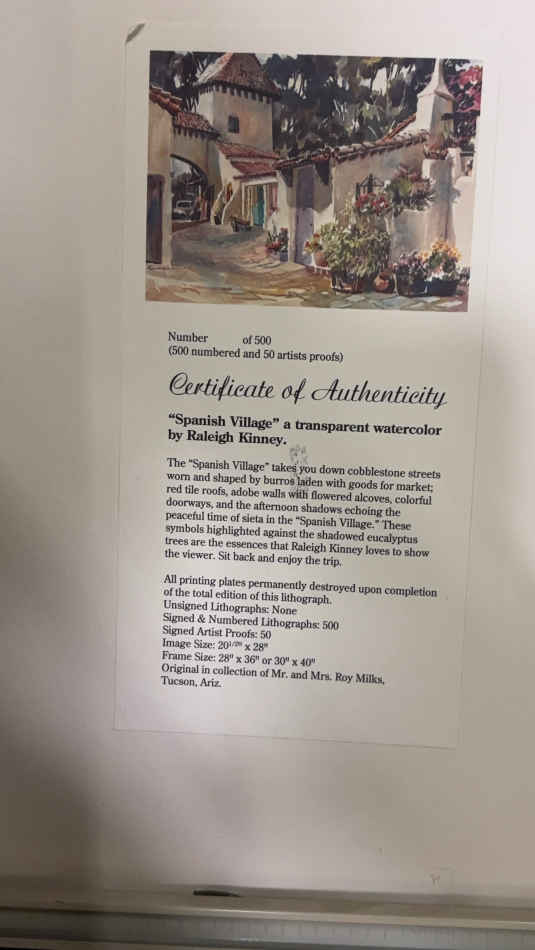 Number of 500
(500 numbered and 50 artists proofs)
Certificate of Authenticity
“Spanish Village” a transparent watercolor
by Raleigh Kinney.
The “Spanish Village” takes you down cobblestone streets
worn and shaped by burros laden with goods for market;
red tile roofs, adobe walls with flowered alcoves, colorful
doorways, and the afternoon shadows echoing the
peaceful time of sieta in the “Spanish Village.” These
symbols highlighted against the shadowed eucalyptus
trees are the essences that Raleigh Kinney loves to show
the viewer. Sit back and enjoy the trip.
All printing plates permanently destroyed upon completion
of the total edition of this lithograph.
Unsigned Lithographs: None
Signed & Numbered Lithographs: 500
Signed Artist Proofs: 50
Image Size: 20¹/²" x 28"
Frame Size: 28" x 36" or 30" x 40"
Original in collection of Mr. and Mrs. Roy Milks,
Tucson, Ariz.